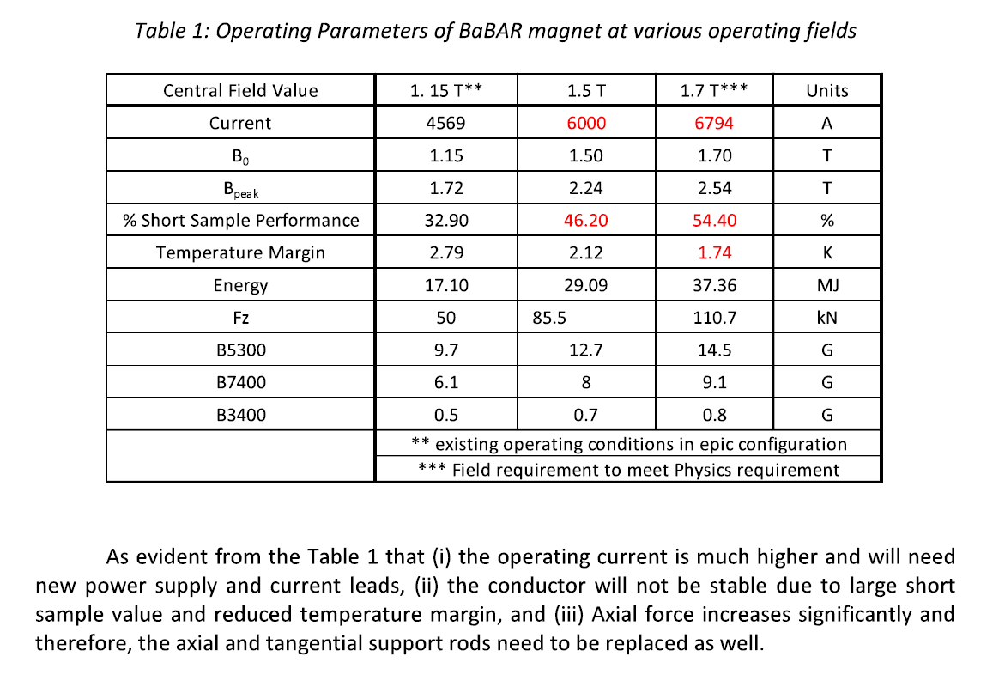 Table 1: Operating Parameters of BaBAR magnet at various operating fields
Central Field Value 1. 15 T** 1.5 T 1.7 T*** Units
Current 4569 6000 6794 A
B0 1.15 1.50 1.70 T
Bpeak 1.72 2.24 2.54 T
% Short Sample Performance 32.90 46.20 54.40 %
Temperature Margin 2.79 2.12 1.74 K
Energy 17.10 29.09 37.36 MJ
Fz 50 85.5 110.7 kN
B5300 9.7 12.7 14.5 G
B7400 6.1 8 9.1 G
B3400 0.5 0.7 0.8 G
** existing operating conditions in epic configuration
*** Field requirement to meet Physics requirement
As evident from the Table 1 that (i) the operating current is much higher and will need
new power supply and current leads, (ii) the conductor will not be stable due to large short
sample value and reduced temperature margin, and (iii) Axial force increases significantly and
therefore, the axial and tangential support rods need to be replaced as well.